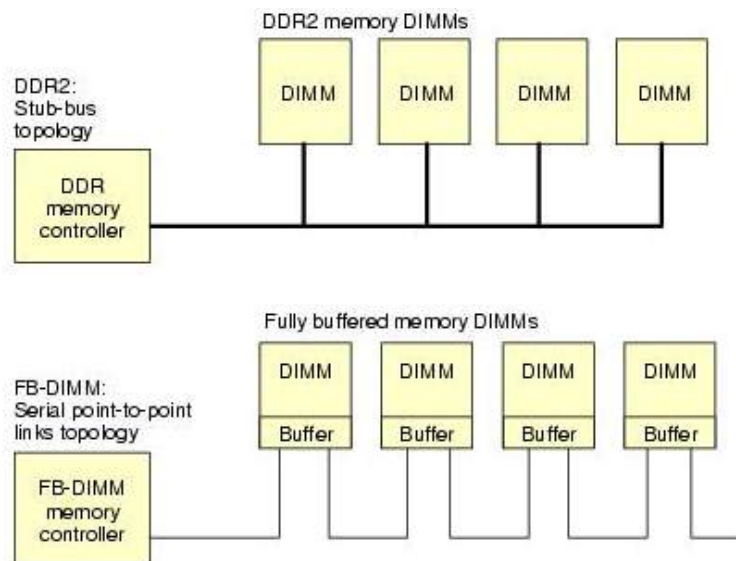 DDR2 memory DIMMs
DDR2:
Stub-bus
topology
DIMM
DIMM
DIMM
DIMM
DDR
memory
controller
Fully buffered memory DIMMs
FB-DIMM:
Serial point-to-point
links topology
DIMM
DIMM
DIMM
DIMM
Buffer
Buffer
Buffer
Buffer
FB-DIMM
memory
controller